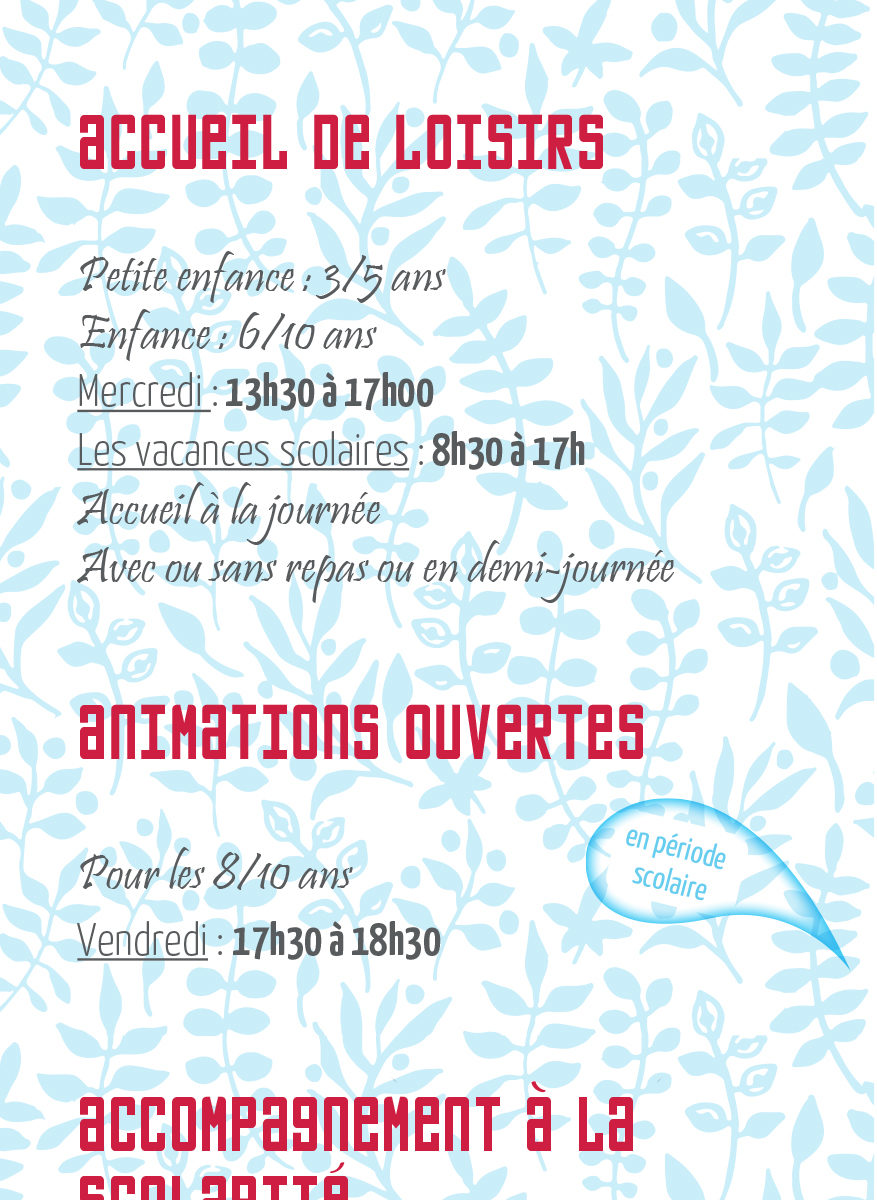 ACCUEIL DE LOISIRS
Petite enfance : 3/5 ans
Enfance : 6/10 ans
Mercredi : 13h30 à 17h00
Les vacances scolaires : 8h30 à 17h
Accueil à la journée
Avec ou sans repas ou en demi-journée
ANIMATIONS OUVERTES
en période
scolaire
Pour les 8/10 ans
Vendredi : 17h30 à 18h30
ACCOMPAGNEMENT À LA
SCOLARITÉ